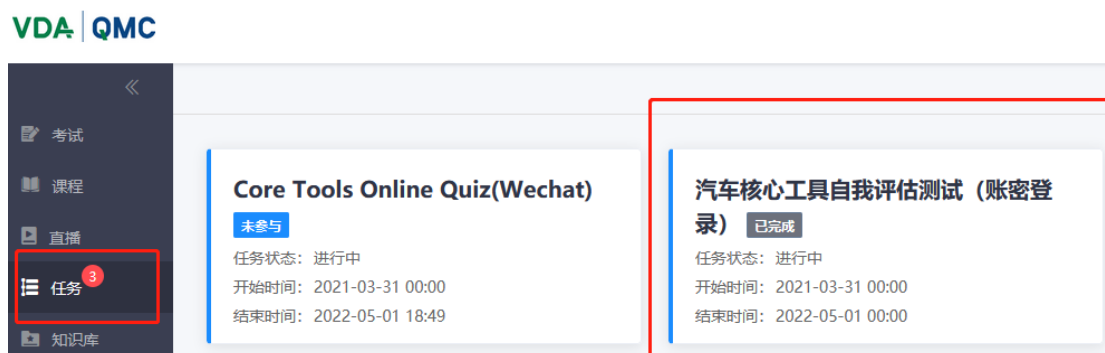 VDA QMC
考试
课程
直播
任务 3
知识库
Core Tools Online Quiz(Wechat)
未参与
任务状态：进行中
开始时间：2021-03-31 00:00
结束时间：2022-05-01 18:49
汽车核心工具自我评估测试（账密登
录） 已完成
任务状态：进行中
开始时间：2021-03-31 00:00
结束时间：2022-05-01 00:00